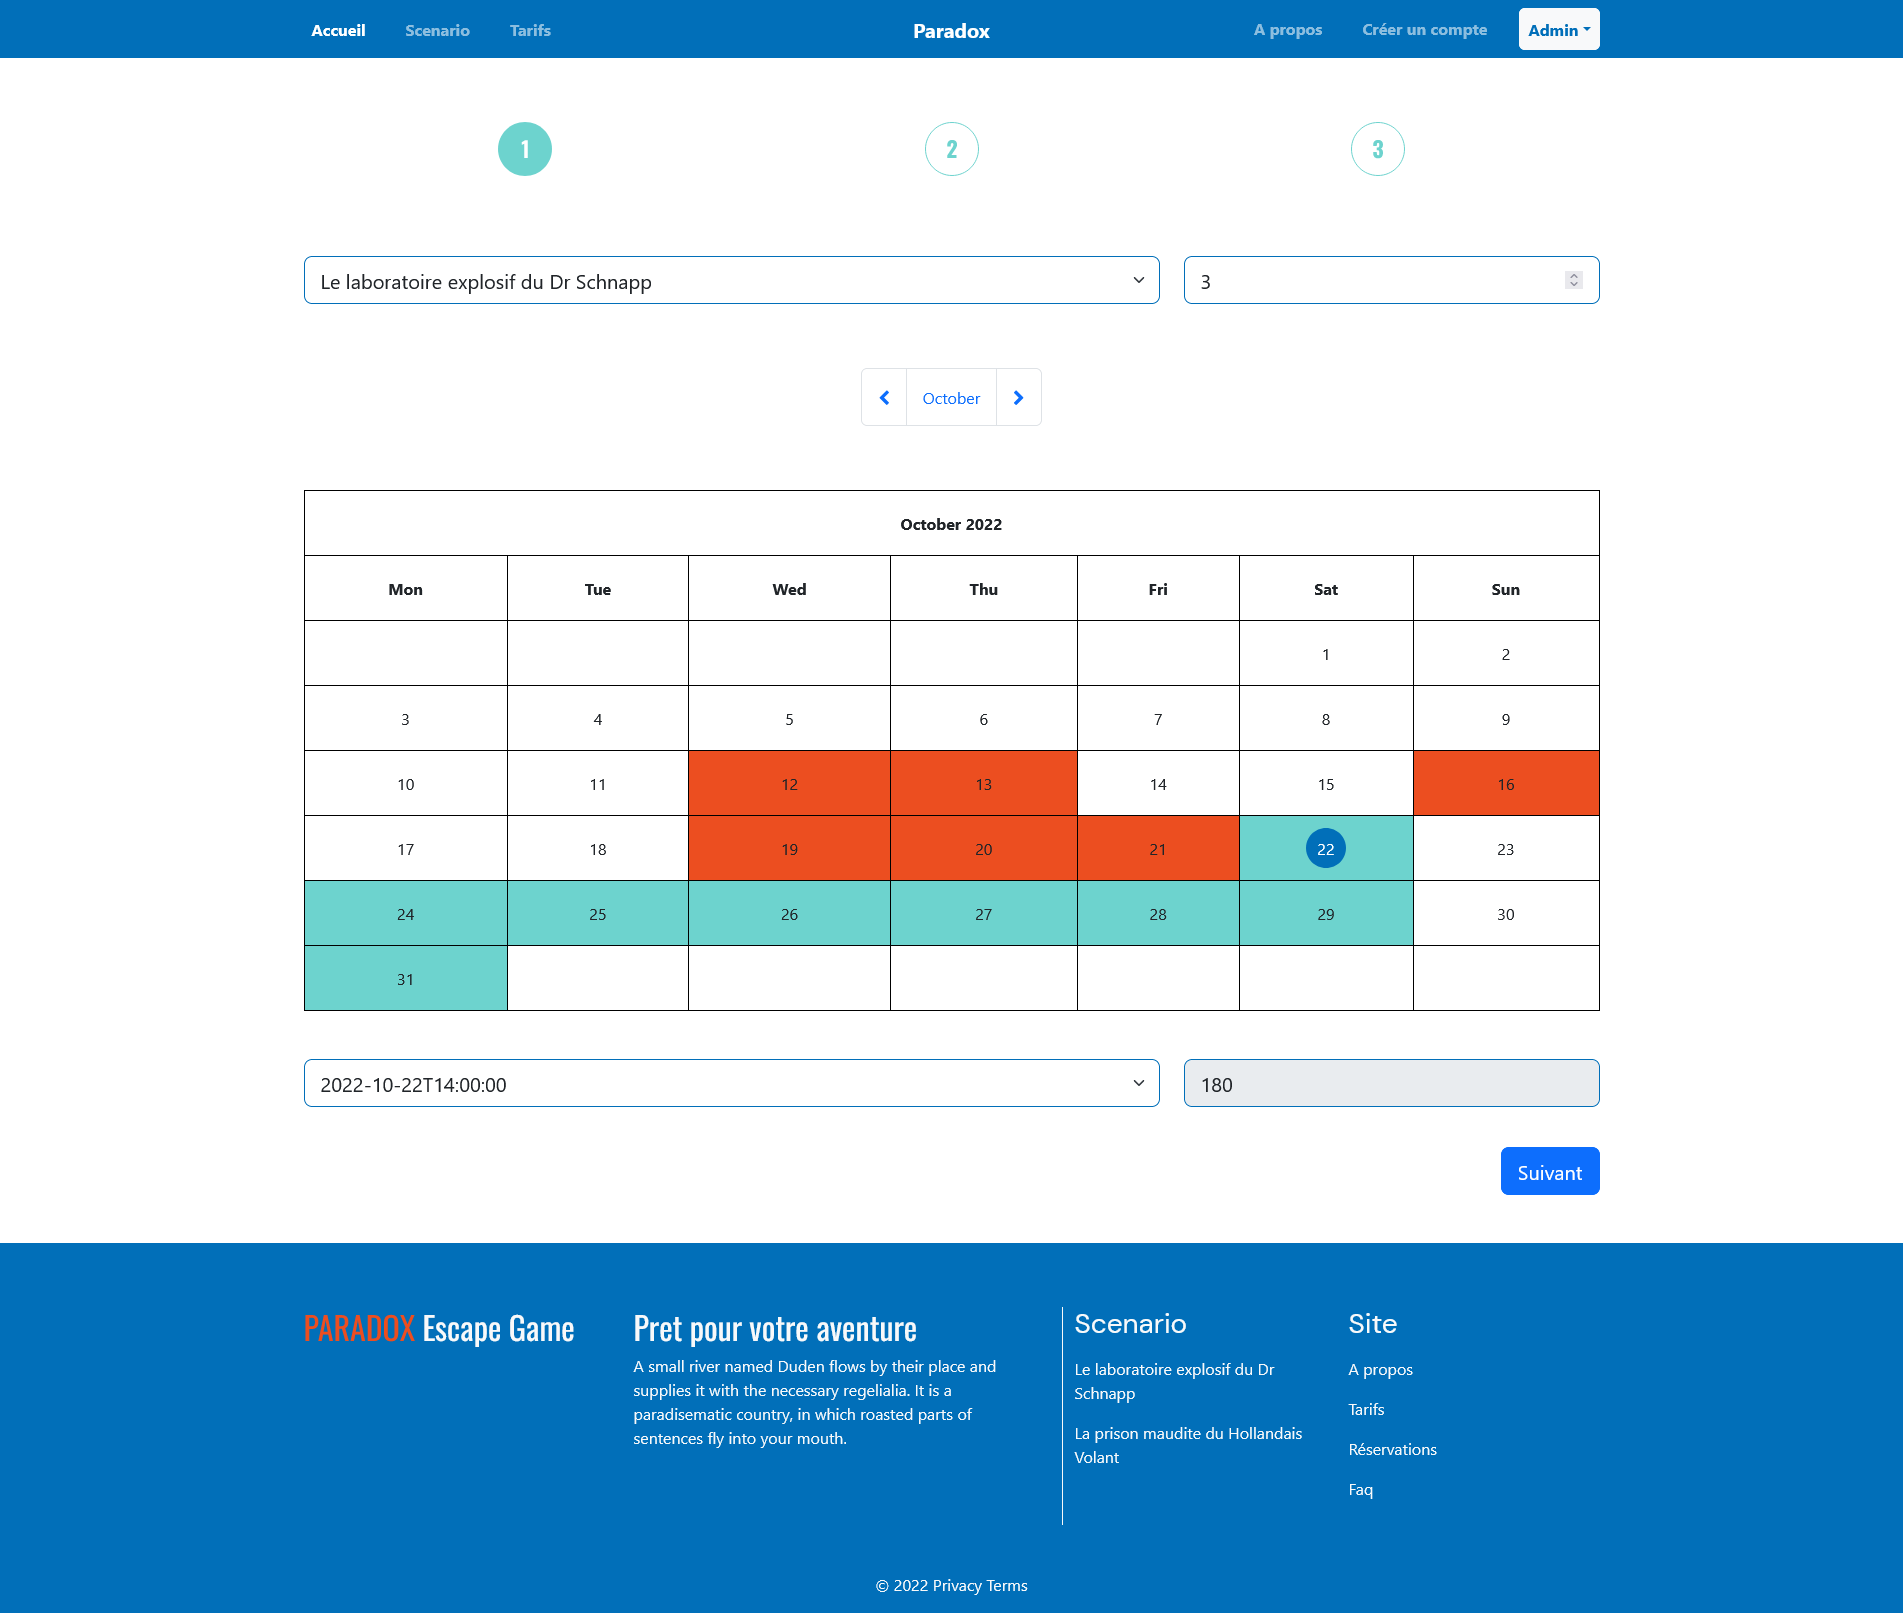 Accueil Scenario Tarifs Paradox A propos Créer un compte Admin
1 2 3
Le laboratoire explosif du Dr Schnapp 3
October
October 2022
Mon Tue Wed Thu Fri Sat Sun
1 2
3 4 5 6 7 8 9
10 11 12 13 14 15 16
17 18 19 20 21 22 23
24 25 26 27 28 29 30
31
2022-10-22T14:00:00 180
Suivant
PARADOX Escape Game
Pret pour votre aventure
A small river named Duden flows by their place and
supplies it with the necessary regelialia. It is a
paradisematic country, in which roasted parts of
sentences fly into your mouth.
Scenario
Le laboratoire explosif du Dr
Schnapp
La prison maudite du Hollandais
Volant
Site
A propos
Tarifs
Réservations
Faq
© 2022 Privacy Terms